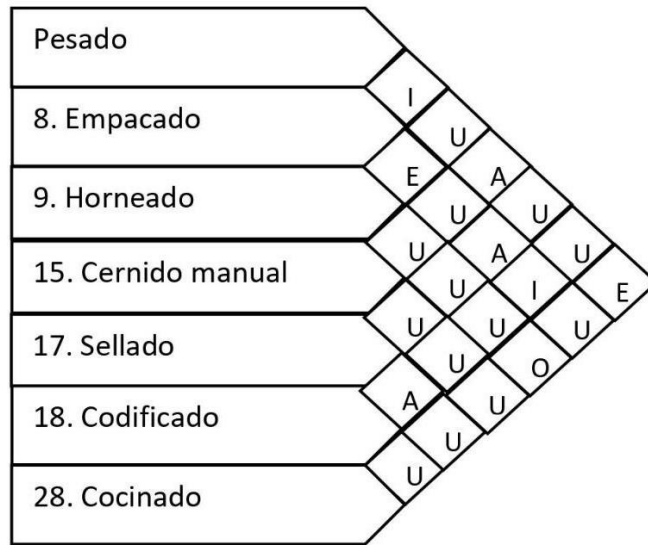 Pesado
I
8. Empacado
U
E A
9. Horneado
U U
U A U
15. Cernido manual
U I E
U U U
17. Sellado
U O
A U
18. Codificado
U
U
28. Cocinado